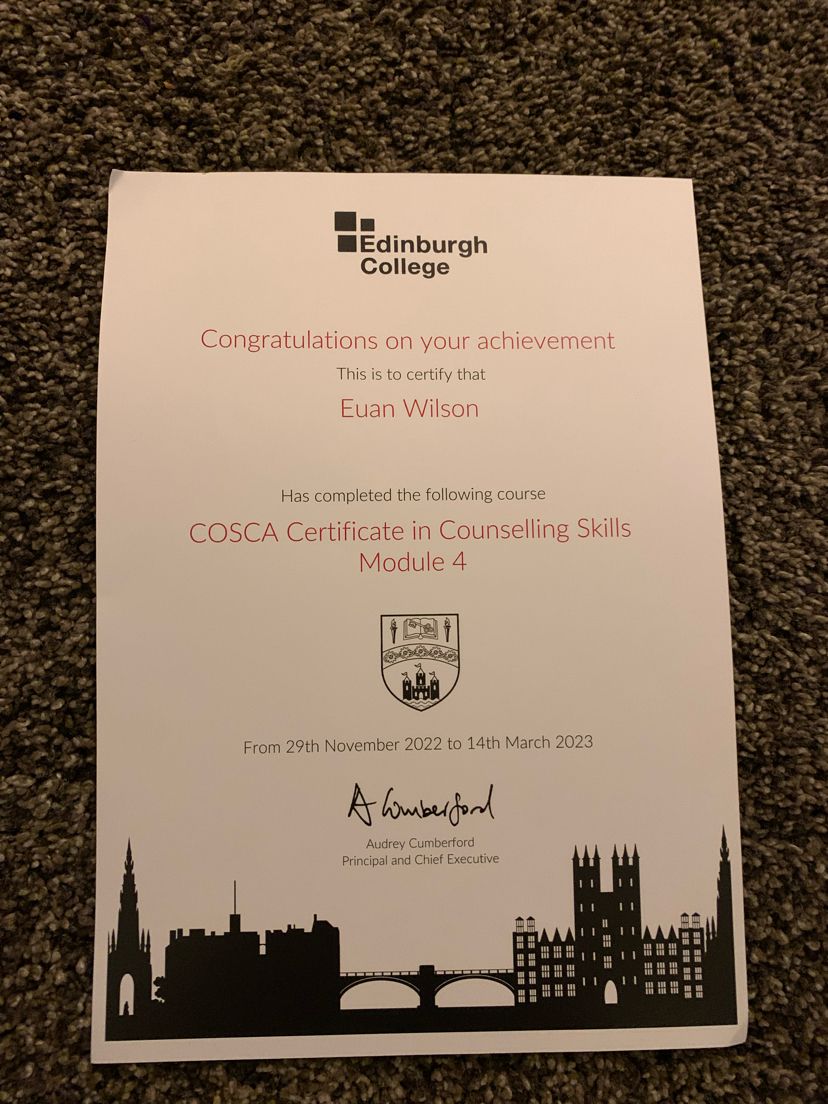 Edinburgh
College
Congratulations on your achievement
This is to certify that
Euan Wilson
Has completed the following course
COSCA Certificate in Counselling Skills
Module 4
From 29th November 2022 to 14th March 2023
A Cumberford
Audrey Cumberford
Principal and Chief Executive